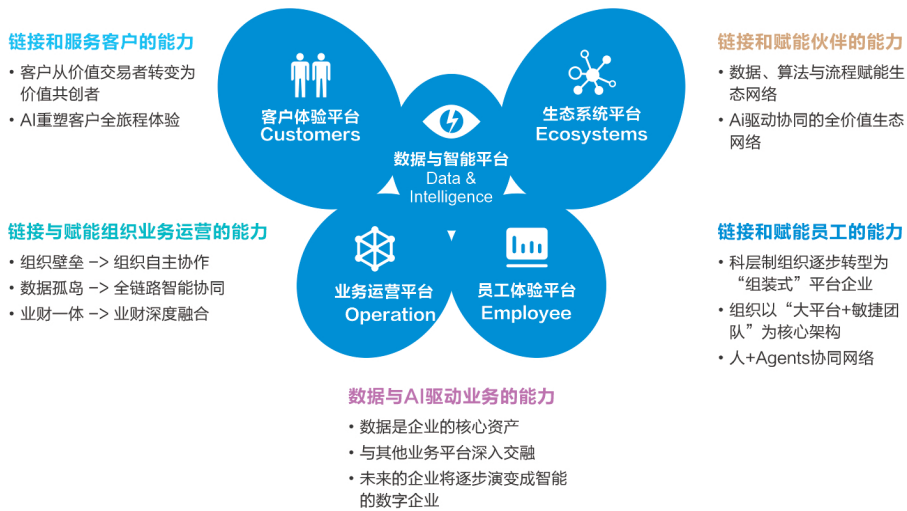 链接和服务客户的能力
• 客户从价值交易者转变为
价值共创者
• AI重塑客户全旅程体验
客户体验平台
Customers
生态系统平台
Ecosystems
数据与智能平台
Data &
Intelligence
链接和赋能伙伴的能力
• 数据、算法与流程赋能生
态网络
• Ai驱动协同的全价值生态
网络
链接与赋能组织业务运营的能力
• 组织壁垒 –> 组织自主协作
• 数据孤岛 –> 全链路智能协同
• 业财一体 –> 业财深度融合
业务运营平台
Operation
员工体验平台
Employee
链接和赋能员工的能力
• 科层制组织逐步转型为
“组装式”平台企业
• 组织以“大平台+敏捷团
队”为核心架构
• 人+Agents协同网络
数据与AI驱动业务的能力
• 数据是企业的核心资产
• 与其他业务平台深入交融
• 未来的企业将逐步演变成智能
的数字企业